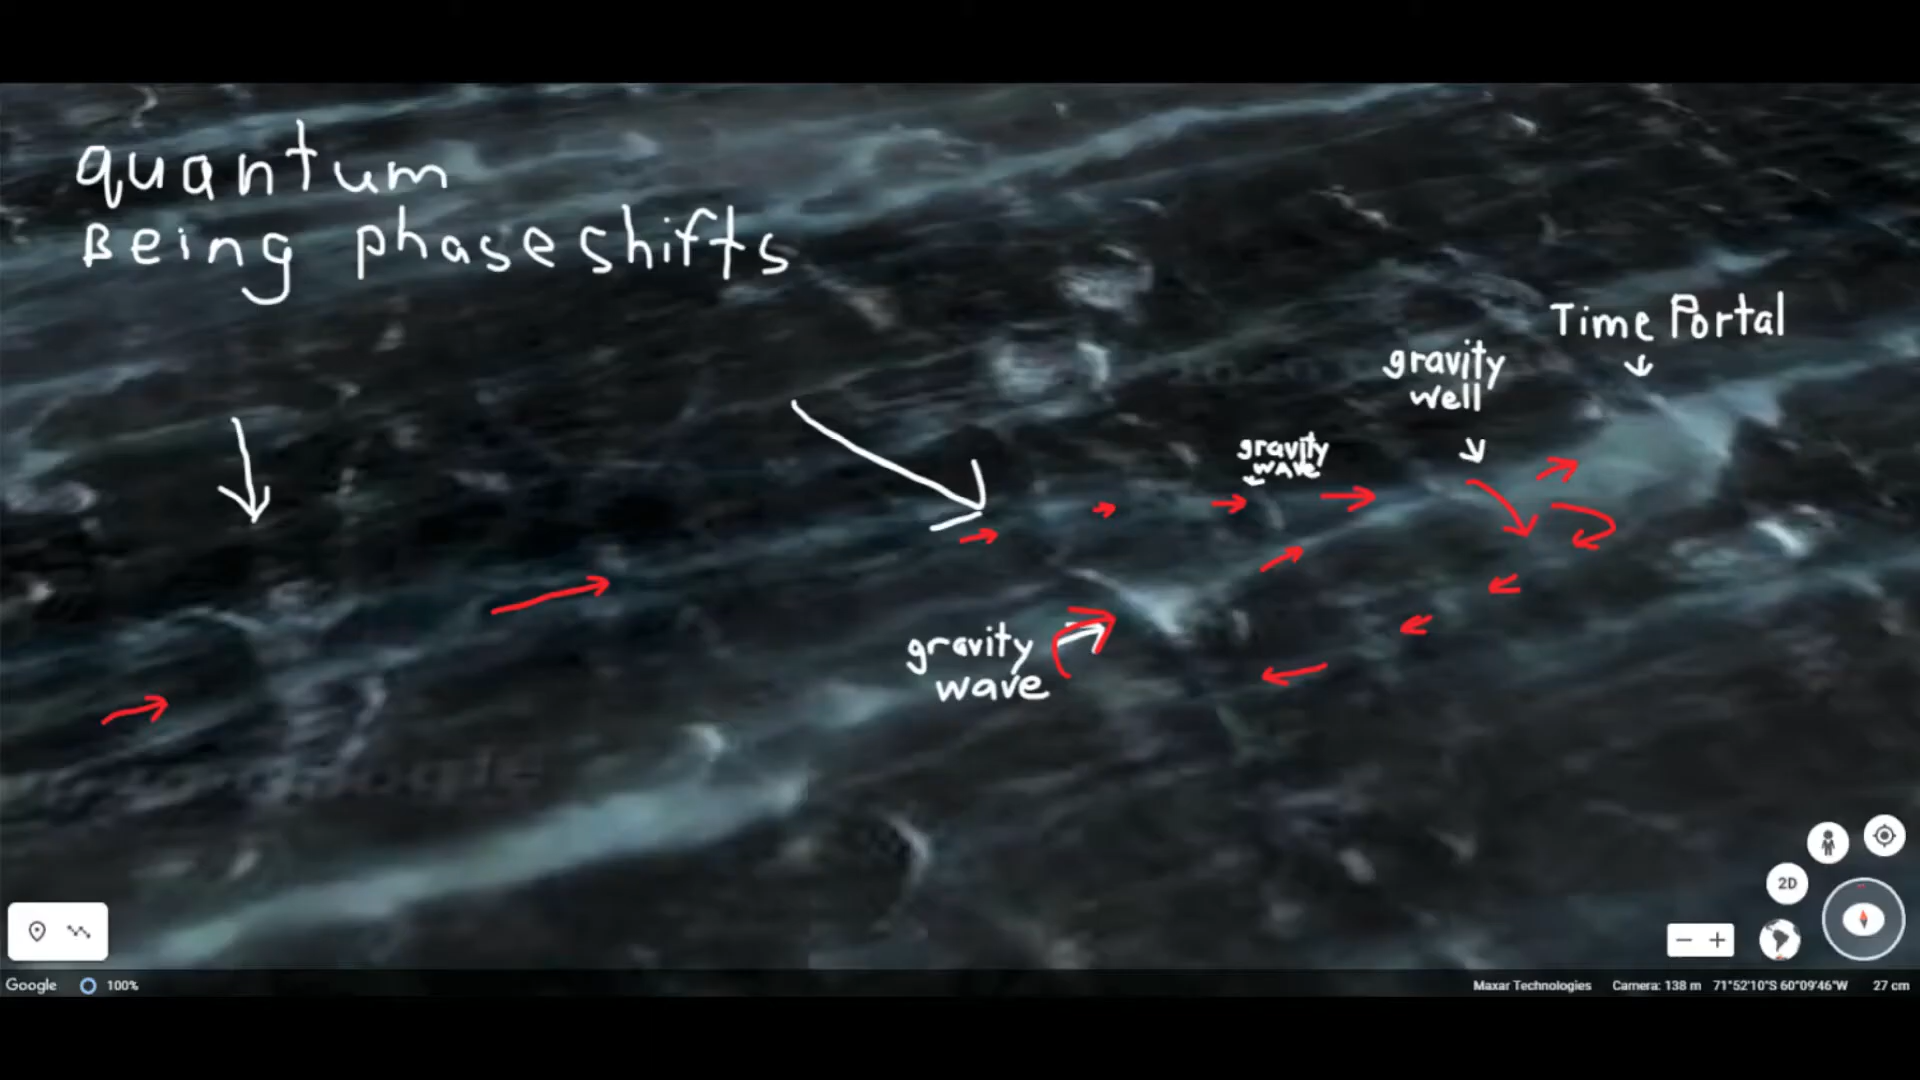 quantum
Being phaseshifts
Time Portal
gravity
well
gravity
wave
gravity
wave
2D
Google 100%
Maxar Technologies Camera: 138 m 71°52'10"S 60°09'46"W 27 cm